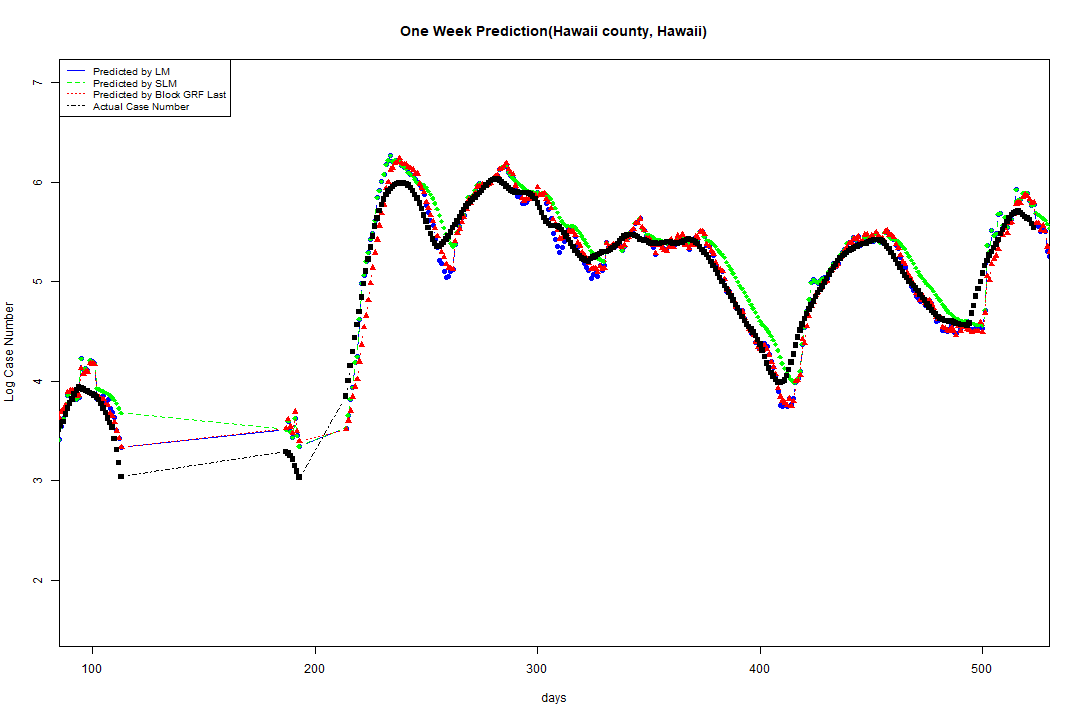 One Week Prediction(Hawaii county, Hawaii)
Predicted by LM
Predicted by SLM
Predicted by Block GRF Last
Actual Case Number
Log Case Number
7
6
5
4
3
2
100 200 300 400 500
days